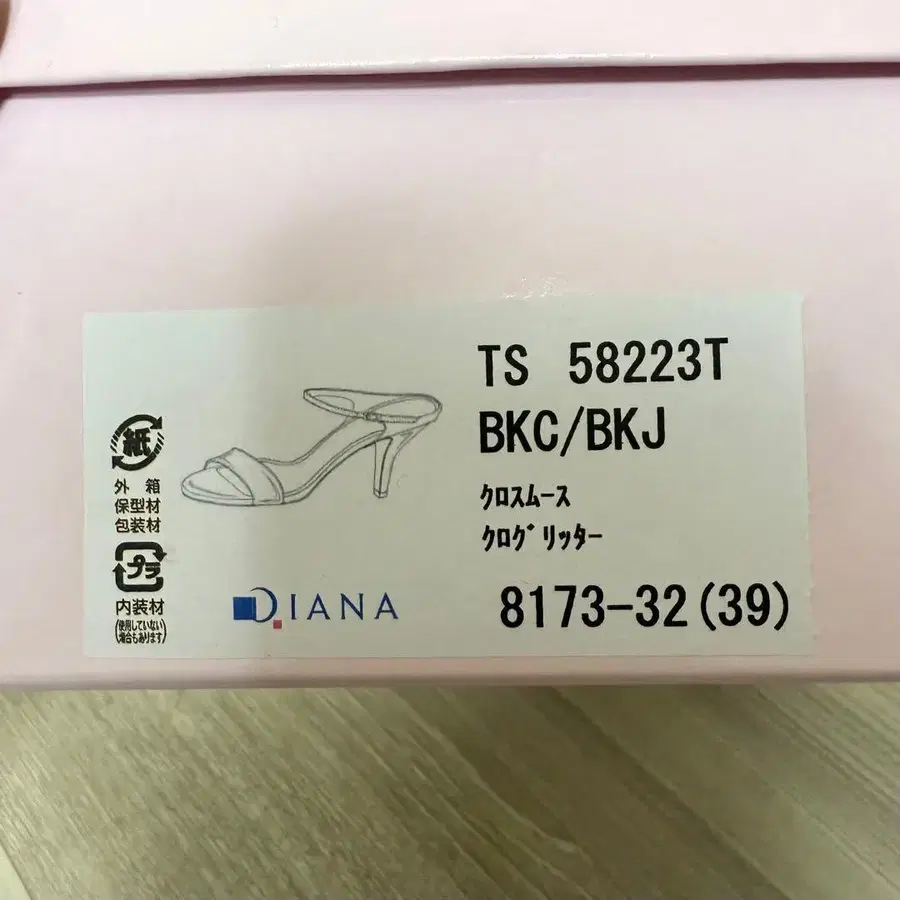 TS 58223T
BKC/BKJ
ｸﾛｽﾑｰｽ
ｸﾛｸﾞﾘｯﾀｰ
8173-32(39)
DIANA
紙
外 箱
保型材
包装材
プラ
内装材
(使用していない
場合もあります)